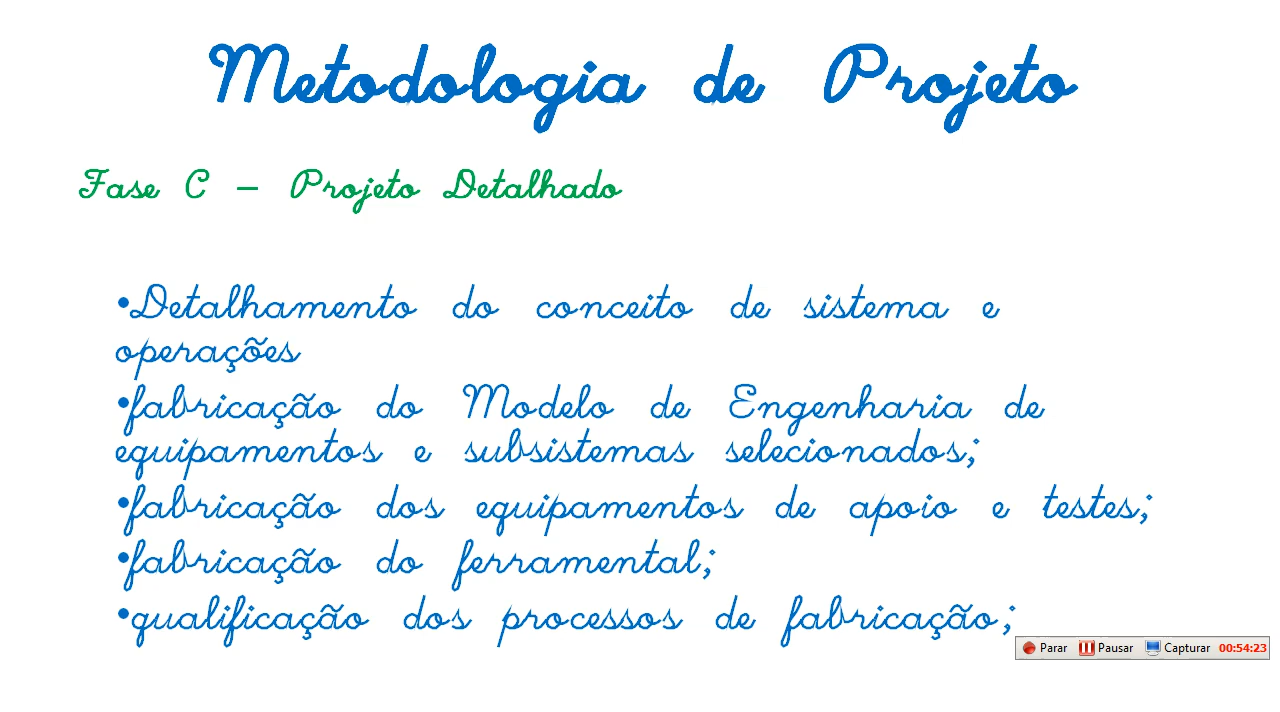 Metodologia de Projeto
Fase C - Projeto Detalhado
•Detalhamento do conceito de sistema e
operações
•fabricação do Modelo de Engenharia de
equipamentos e subsistemas selecionados;
•fabricação dos equipamentos de apoio e testes;
•fabricação do ferramental;
•qualificação dos processos de fabricação;
Parar Pausar Capturar 00:54:23